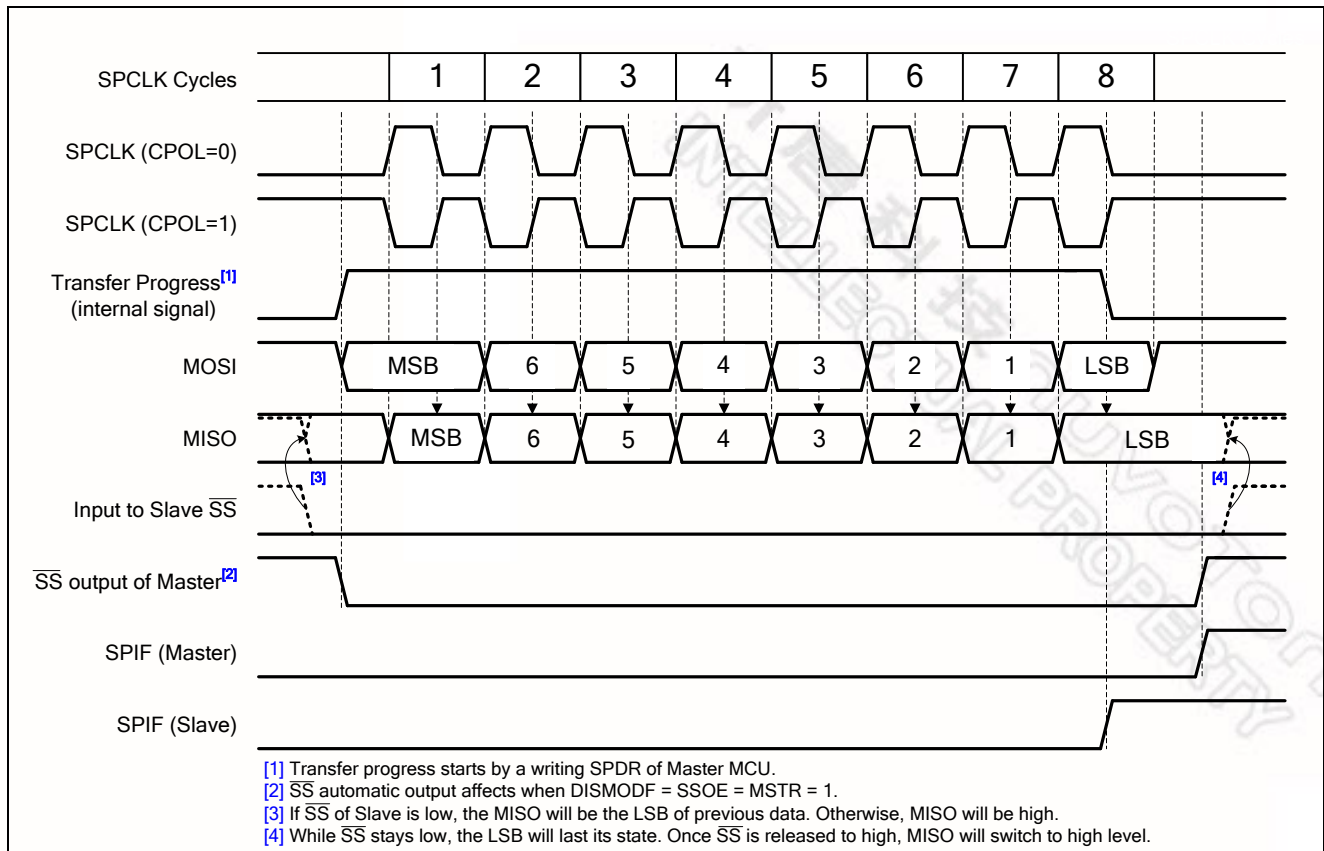 SPCLK Cycles 1 2 3 4 5 6 7 8
SPCLK (CPOL=0)
SPCLK (CPOL=1)
Transfer Progress[1]
(internal signal)
MOSI MSB 6 5 4 3 2 1 LSB
MISO MSB 6 5 4 3 2 1 LSB
[3] [4]
Input to Slave SS
SS output of Master[2]
SPIF (Master)
SPIF (Slave)
[1] Transfer progress starts by a writing SPDR of Master MCU.
[2] SS automatic output affects when DISMODF = SSOE = MSTR = 1.
[3] If SS of Slave is low, the MISO will be the LSB of previous data. Otherwise, MISO will be high.
[4] While SS stays low, the LSB will last its state. Once SS is released to high, MISO will switch to high level.
科技 NUVOTON
INTELLECTUAL PROPERTY